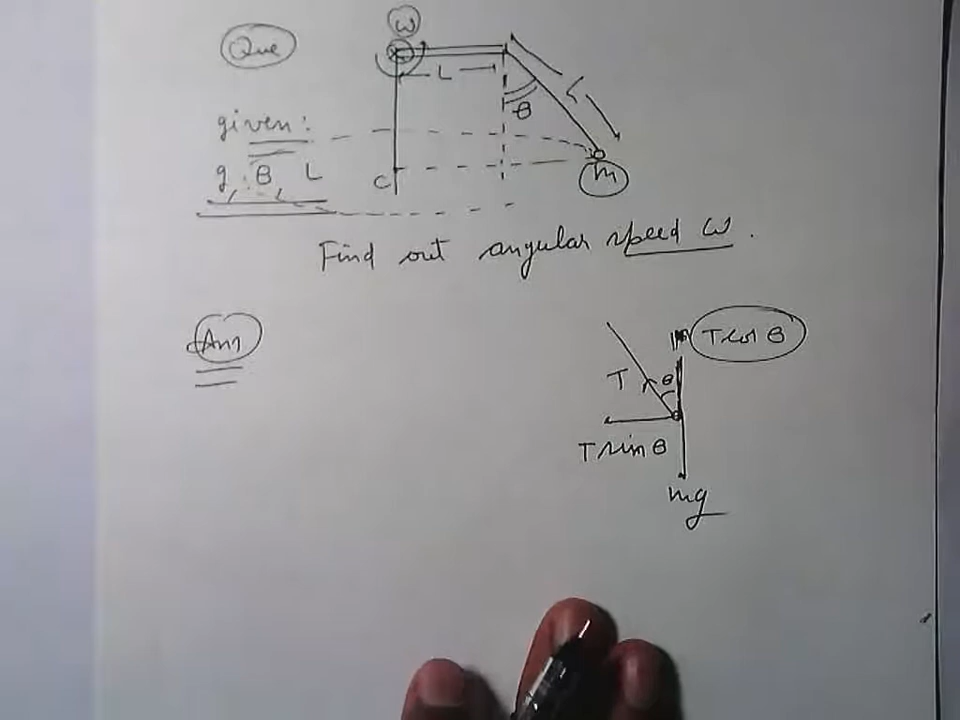 Que
ω
L
L
θ
given:
g, θ, L
C
m
Find out angular speed ω.
Ans
T cos θ
T
θ
T sin θ
mg